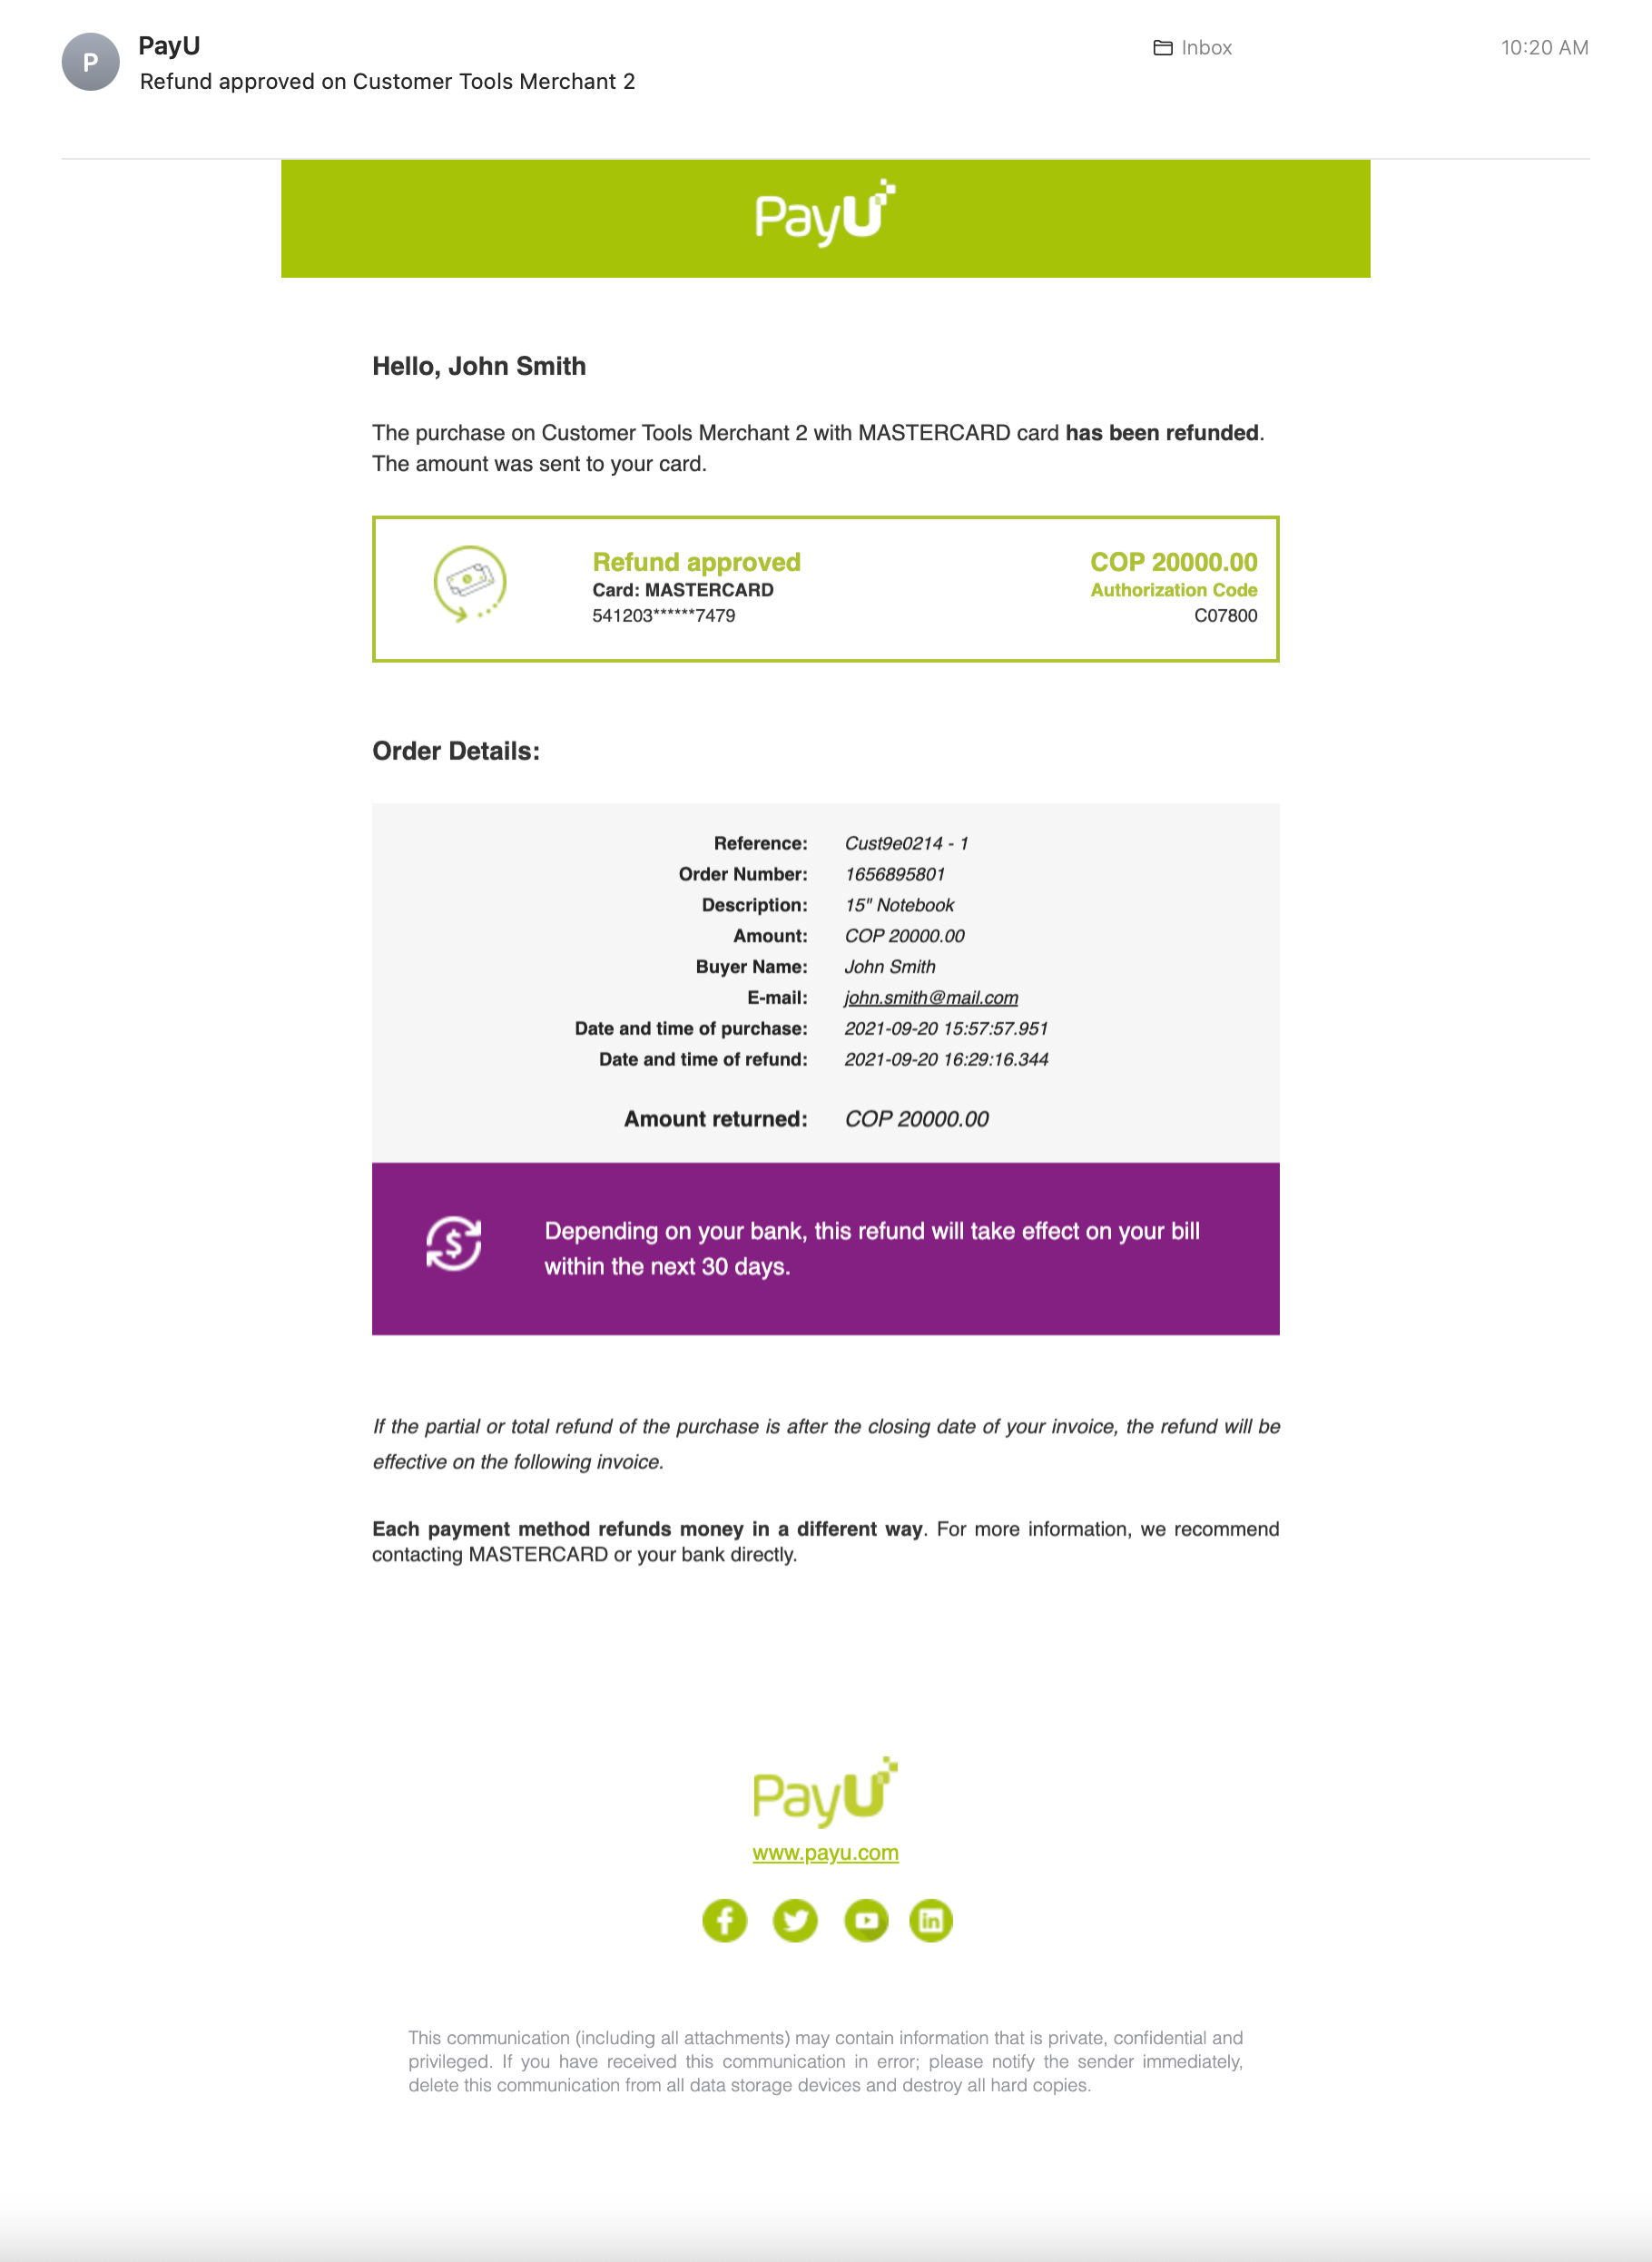 P
PayU
Inbox
10:20 AM
Refund approved on Customer Tools Merchant 2
PayU
Hello, John Smith
The purchase on Customer Tools Merchant 2 with MASTERCARD card has been refunded.
The amount was sent to your card.
Refund approved
COP 20000.00
Card: MASTERCARD
Authorization Code
541203******7479
C07800
Order Details:
Reference: Cust9e0214 - 1
Order Number: 1656895801
Description: 15" Notebook
Amount: COP 20000.00
Buyer Name: John Smith
E-mail: john.smith@mail.com
Date and time of purchase: 2021-09-20 15:57:57.951
Date and time of refund: 2021-09-20 16:29:16.344
Amount returned: COP 20000.00
Depending on your bank, this refund will take effect on your bill
within the next 30 days.
If the partial or total refund of the purchase is after the closing date of your invoice, the refund will be
effective on the following invoice.
Each payment method refunds money in a different way. For more information, we recommend
contacting MASTERCARD or your bank directly.
PayU
www.payu.com
This communication (including all attachments) may contain information that is private, confidential and
privileged. If you have received this communication in error; please notify the sender immediately,
delete this communication from all data storage devices and destroy all hard copies.